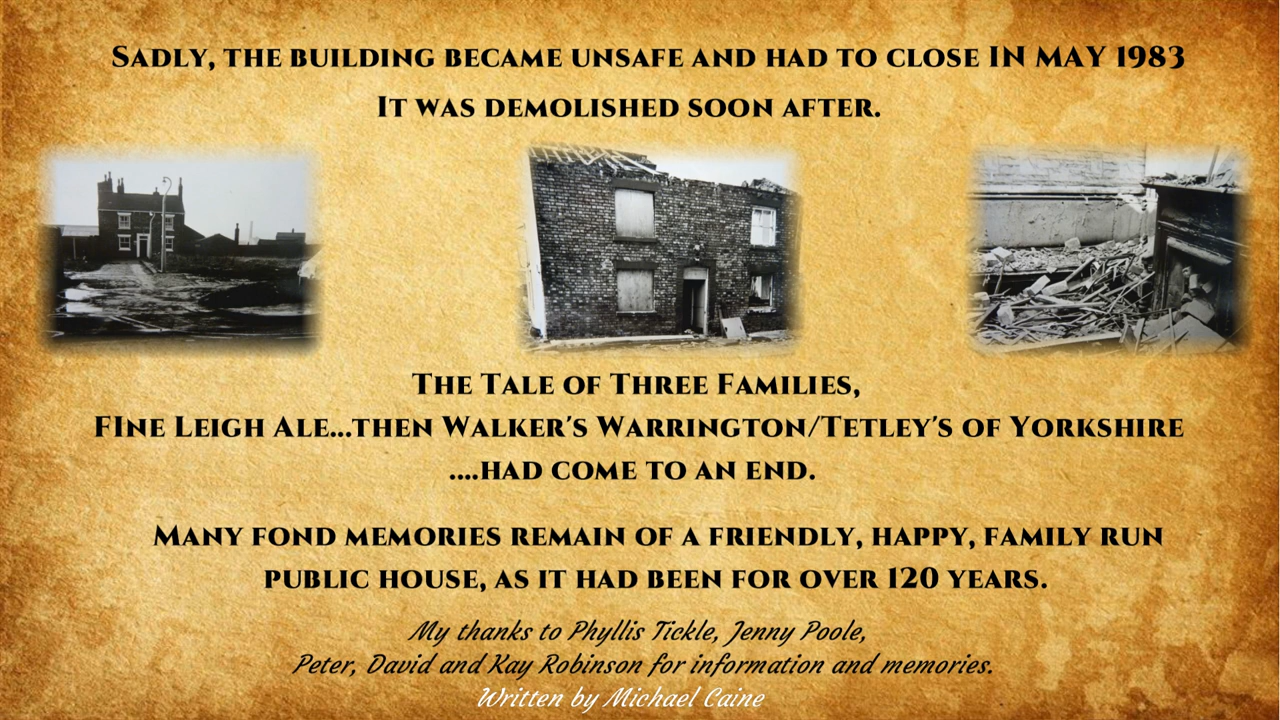 Sadly, the building became unsafe and had to close IN MAY 1983
It was demolished soon after.
The Tale of Three Families,
FIne Leigh Ale...then Walker's Warrington/Tetley's of Yorkshire
....had come to an end.
Many fond memories remain of a friendly, happy, family run
public house, as it had been for over 120 years.
My thanks to Phyllis Tickle, Jenny Poole,
Peter, David and Kay Robinson for information and memories.
Written by Michael Caine